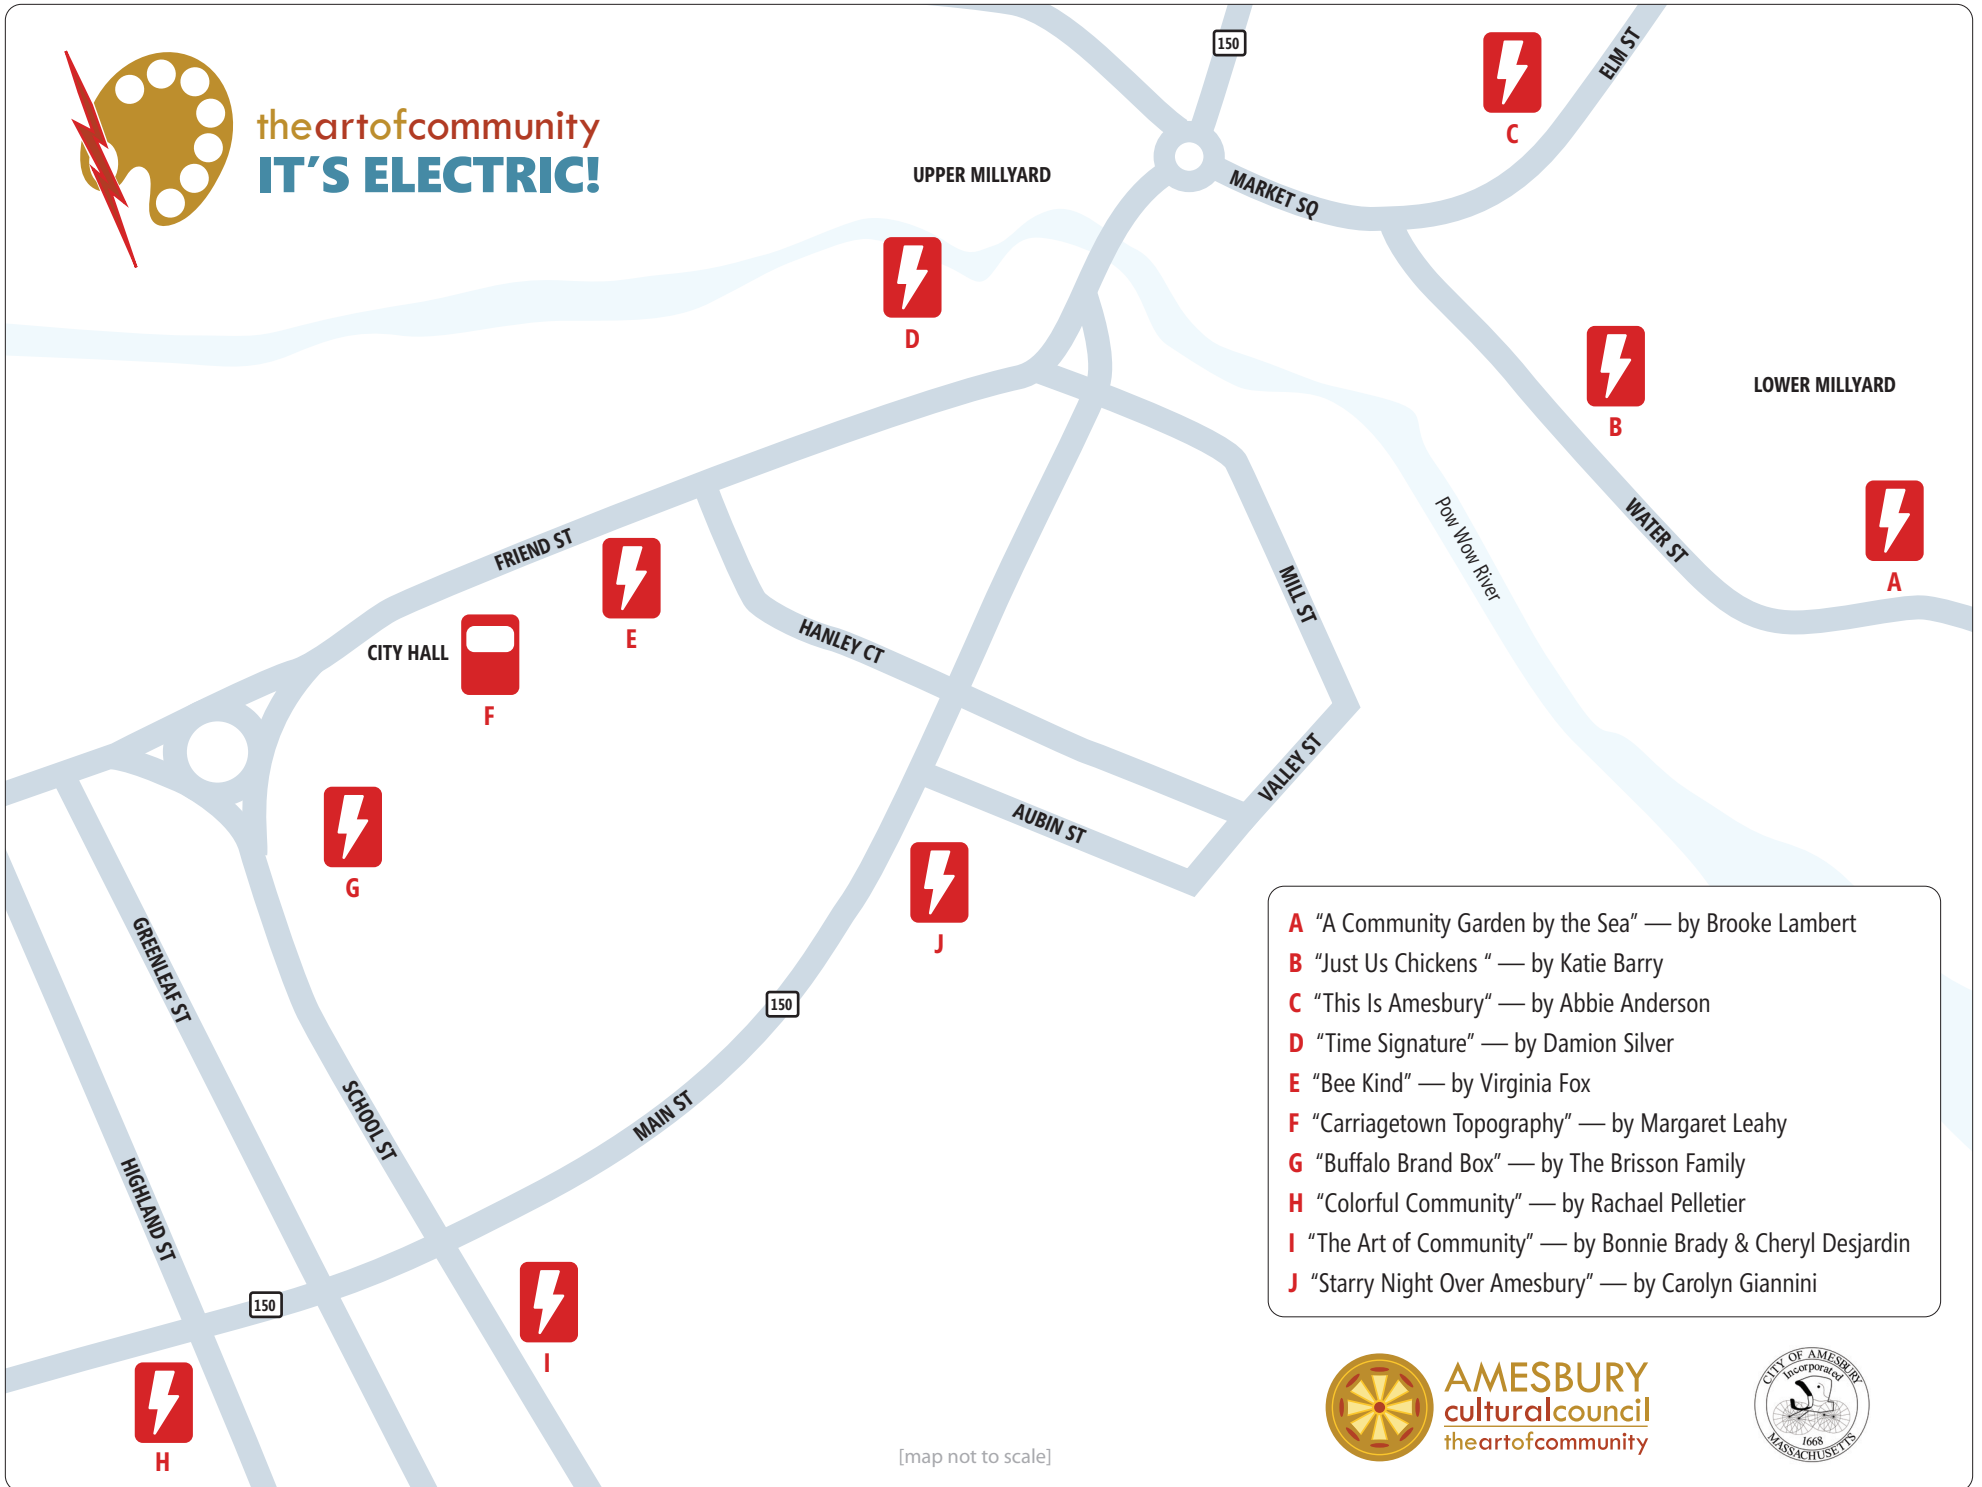 theartofcommunity
IT'S ELECTRIC!
150
ELM ST
C
UPPER MILLYARD
MARKET SQ
D
B
LOWER MILLYARD
A
WATER ST
Pow Wow River
FRIEND ST
E
MILL ST
HANLEY CT
CITY HALL
F
VALLEY ST
AUBIN ST
G
J
GREENLEAF ST
150
SCHOOL ST
MAIN ST
HIGHLAND ST
150
I
H
A “A Community Garden by the Sea” — by Brooke Lambert
B “Just Us Chickens “ — by Katie Barry
C “This Is Amesbury“ — by Abbie Anderson
D “Time Signature” — by Damion Silver
E “Bee Kind” — by Virginia Fox
F “Carriagetown Topography” — by Margaret Leahy
G “Buffalo Brand Box” — by The Brisson Family
H “Colorful Community” — by Rachael Pelletier
I “The Art of Community” — by Bonnie Brady & Cheryl Desjardin
J “Starry Night Over Amesbury” — by Carolyn Giannini
AMESBURY
culturalcouncil
theartofcommunity
CITY OF AMESBURY
Incorporated
1668
MASSACHUSETTS
[map not to scale]